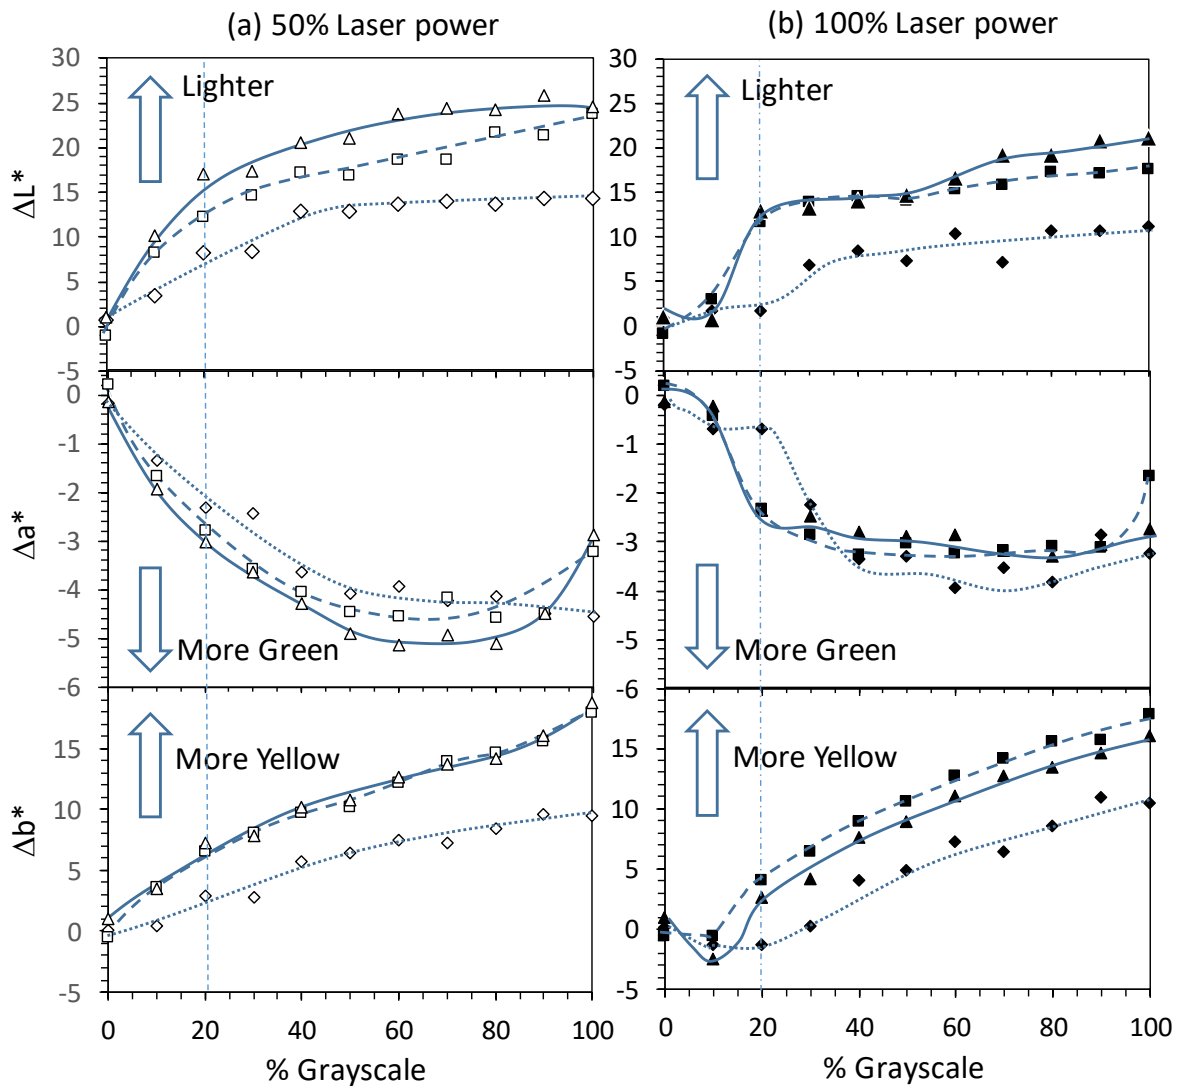 (a) 50% Laser power
(b) 100% Laser power
30
25
20
15
10
5
0
-5
ΔL*
Lighter
30
25
20
15
10
5
0
-5
Lighter
0
-1
-2
-3
-4
-5
-6
Δa*
More Green
0
-1
-2
-3
-4
-5
-6
More Green
15
10
5
0
-5
Δb*
More Yellow
15
10
5
0
-5
More Yellow
0 20 40 60 80 100
% Grayscale
0 20 40 60 80 100
% Grayscale